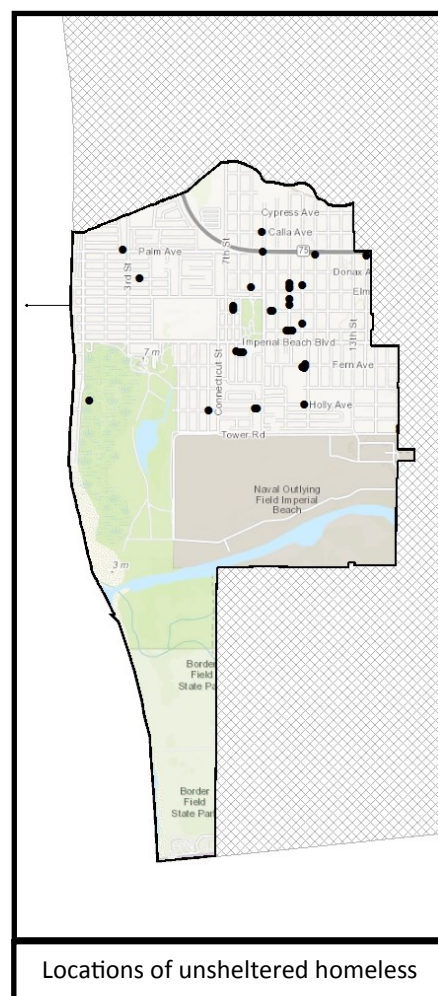 Cypress Ave
Calla Ave
7th St
75
Palm Ave
3rd St
Donax A
Elm
13th St
Imperial Beach Blvd
7 m
Fern Ave
Connecticut St
Holly Ave
Tower Rd
Naval Outlying
Field Imperial
Beach
3 m
Border
Field
State Pa
Border
Field
State Par
Locations of unsheltered homeless